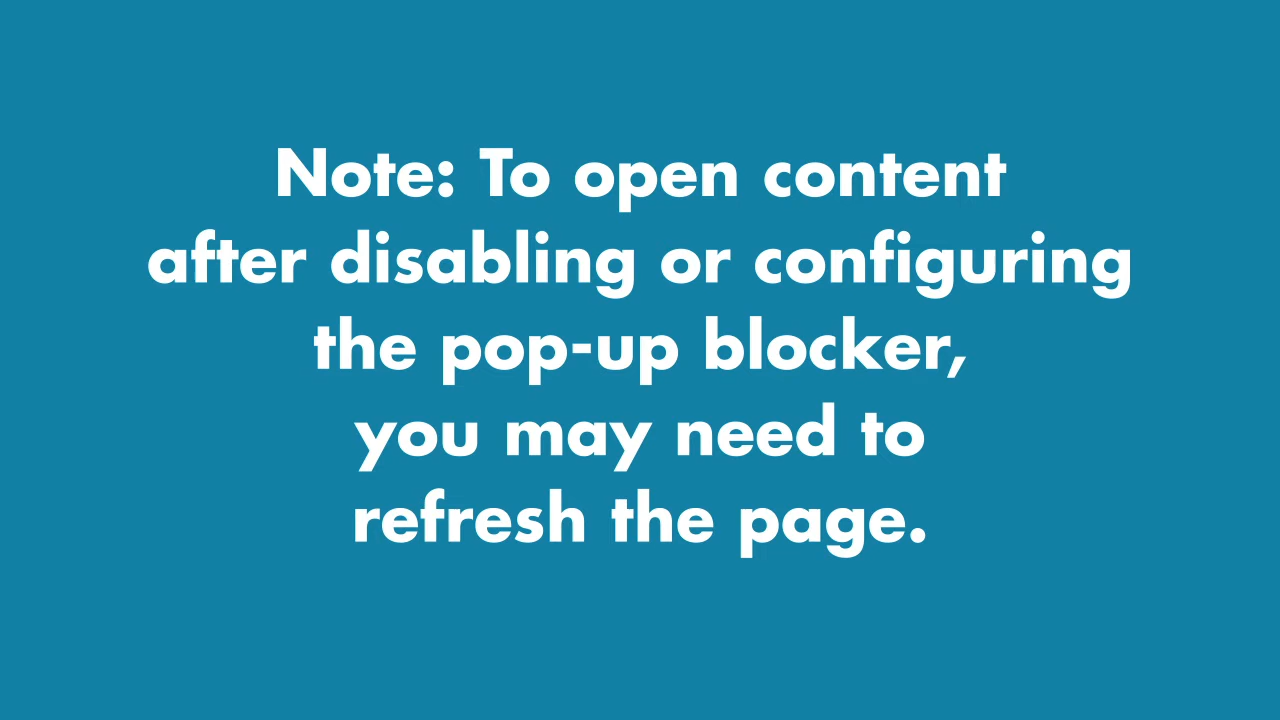 Note: To open content
after disabling or configuring
the pop-up blocker,
you may need to
refresh the page.